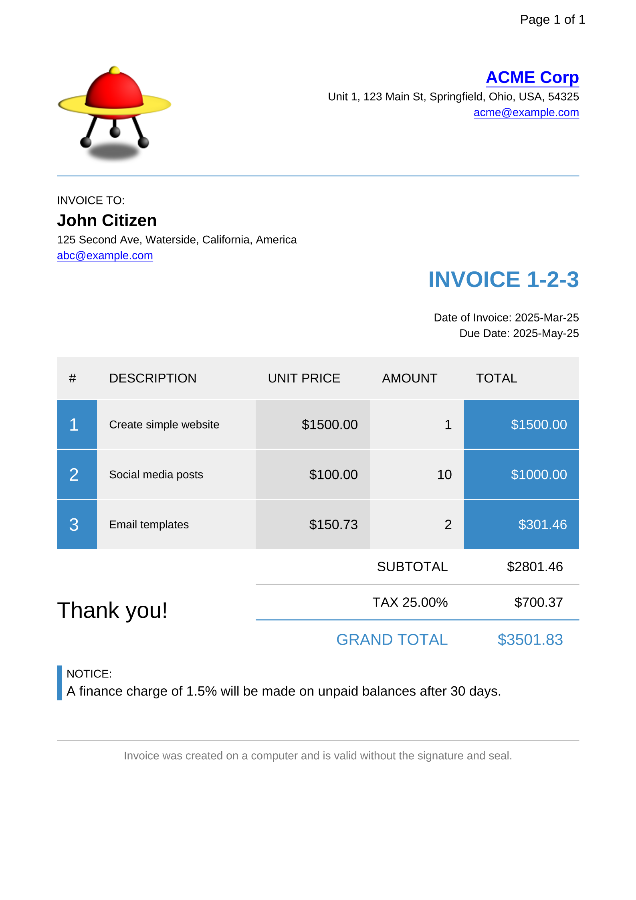 Page 1 of 1
ACME Corp
Unit 1, 123 Main St, Springfield, Ohio, USA, 54325
acme@example.com
INVOICE TO:
John Citizen
125 Second Ave, Waterside, California, America
abc@example.com
INVOICE 1-2-3
Date of Invoice: 2025-Mar-25
Due Date: 2025-May-25
# DESCRIPTION UNIT PRICE AMOUNT TOTAL
1 Create simple website $1500.00 1 $1500.00
2 Social media posts $100.00 10 $1000.00
3 Email templates $150.73 2 $301.46
SUBTOTAL $2801.46
TAX 25.00% $700.37
GRAND TOTAL $3501.83
Thank you!
NOTICE:
A finance charge of 1.5% will be made on unpaid balances after 30 days.
Invoice was created on a computer and is valid without the signature and seal.